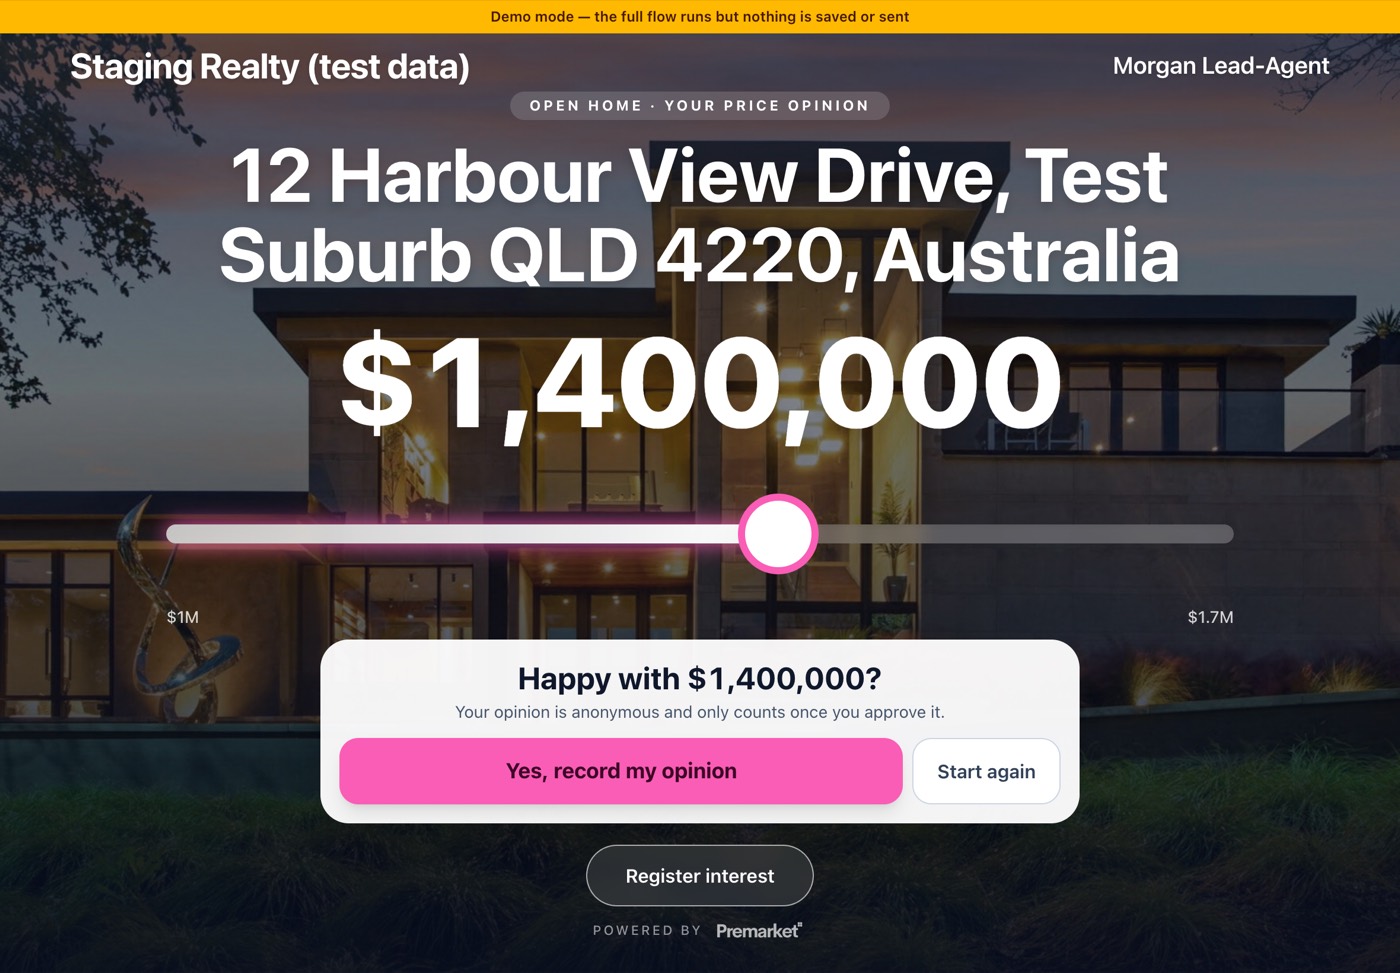 Demo mode — the full flow runs but nothing is saved or sent
Staging Realty (test data)
Morgan Lead-Agent
OPEN HOME · YOUR PRICE OPINION
12 Harbour View Drive, Test
Suburb QLD 4220, Australia
$1,400,000
$1M
$1.7M
Happy with $1,400,000?
Your opinion is anonymous and only counts once you approve it.
Yes, record my opinion
Start again
Register interest
POWERED BY Premarket